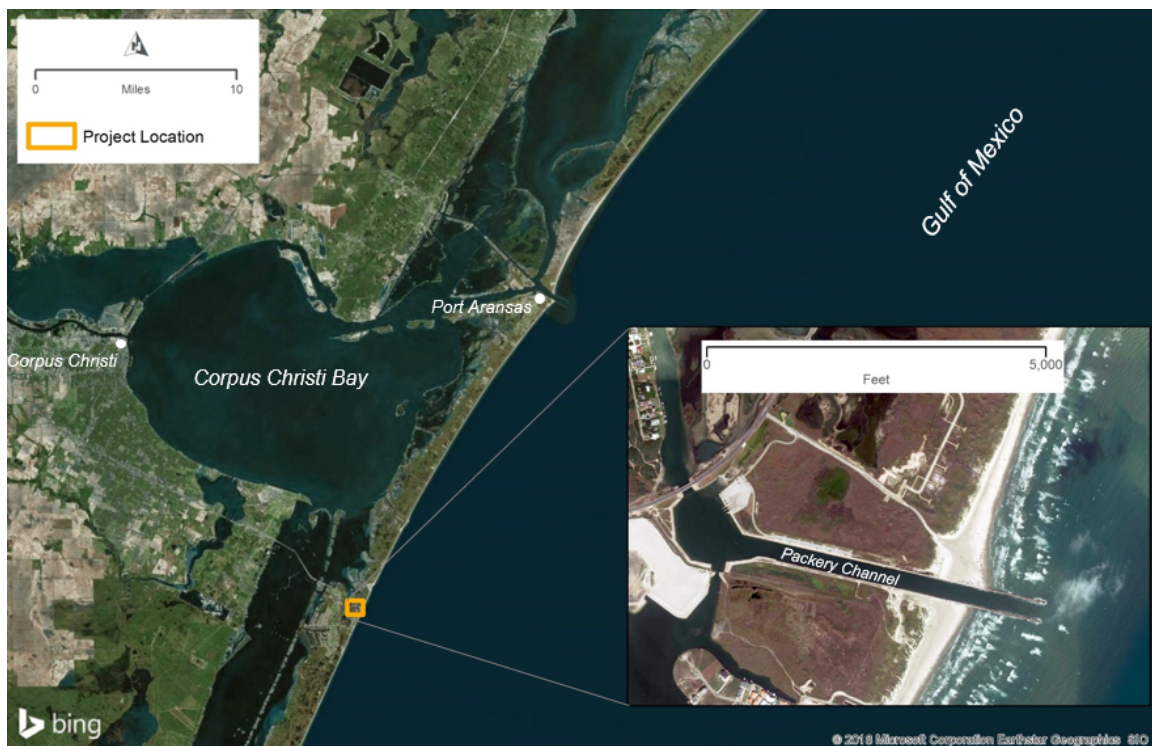 0 Miles 10
Project Location
Gulf of Mexico
Port Aransas
Corpus Christi
Corpus Christi Bay
0 Feet 5,000
Packery Channel
bing
© 2018 Microsoft Corporation Earthstar Geographics SIO